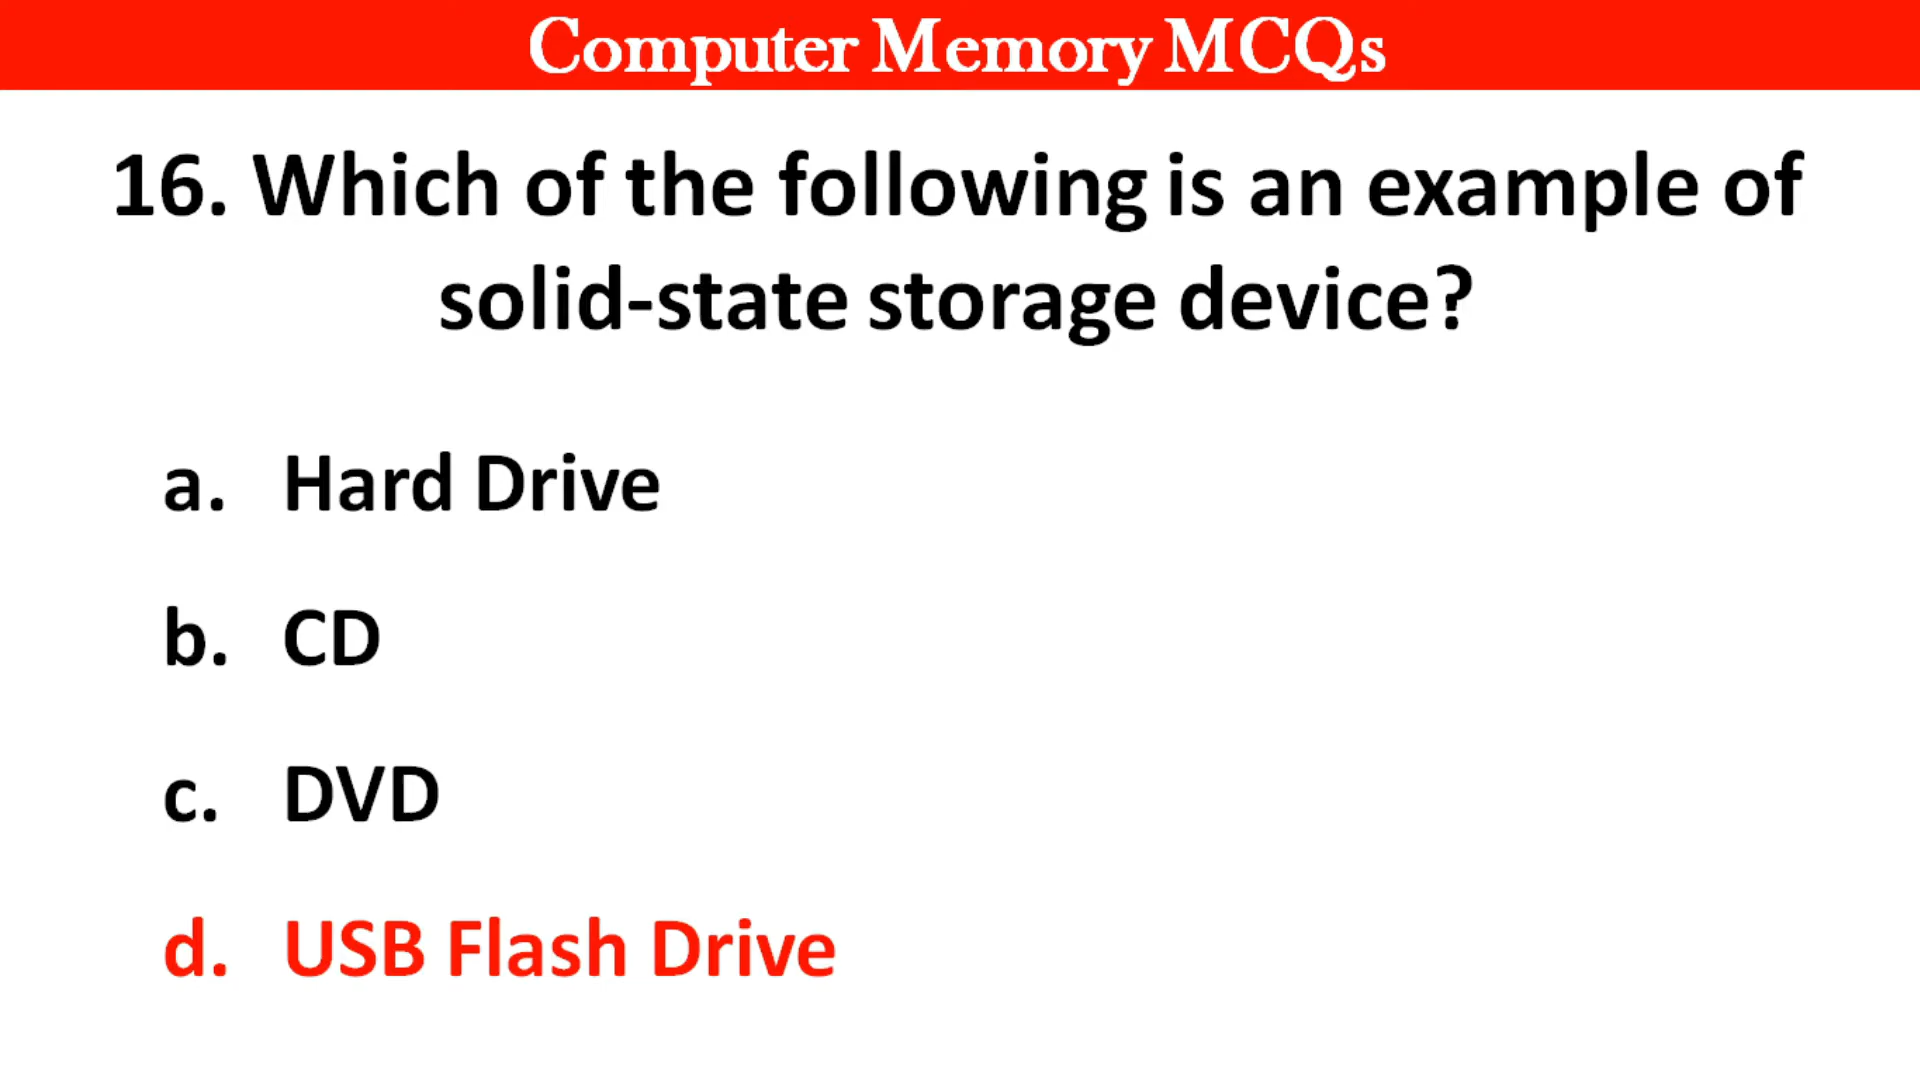 Computer Memory MCQs
16. Which of the following is an example of
solid-state storage device?
a. Hard Drive
b. CD
c. DVD
d. USB Flash Drive